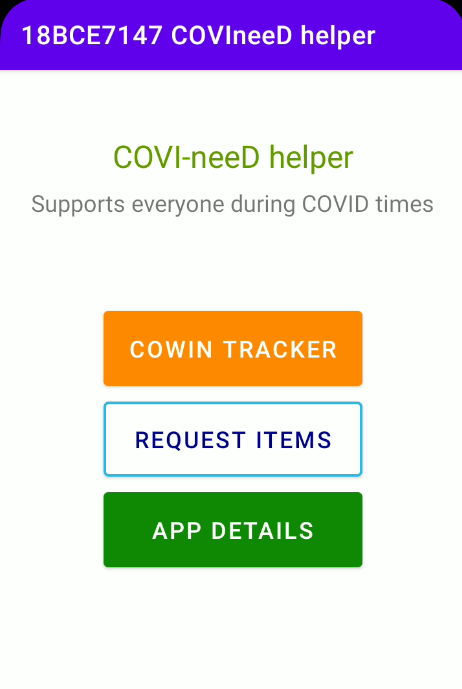 18BCE7147 COVIneeD helper
COVI-neeD helper
Supports everyone during COVID times
COWIN TRACKER
REQUEST ITEMS
APP DETAILS